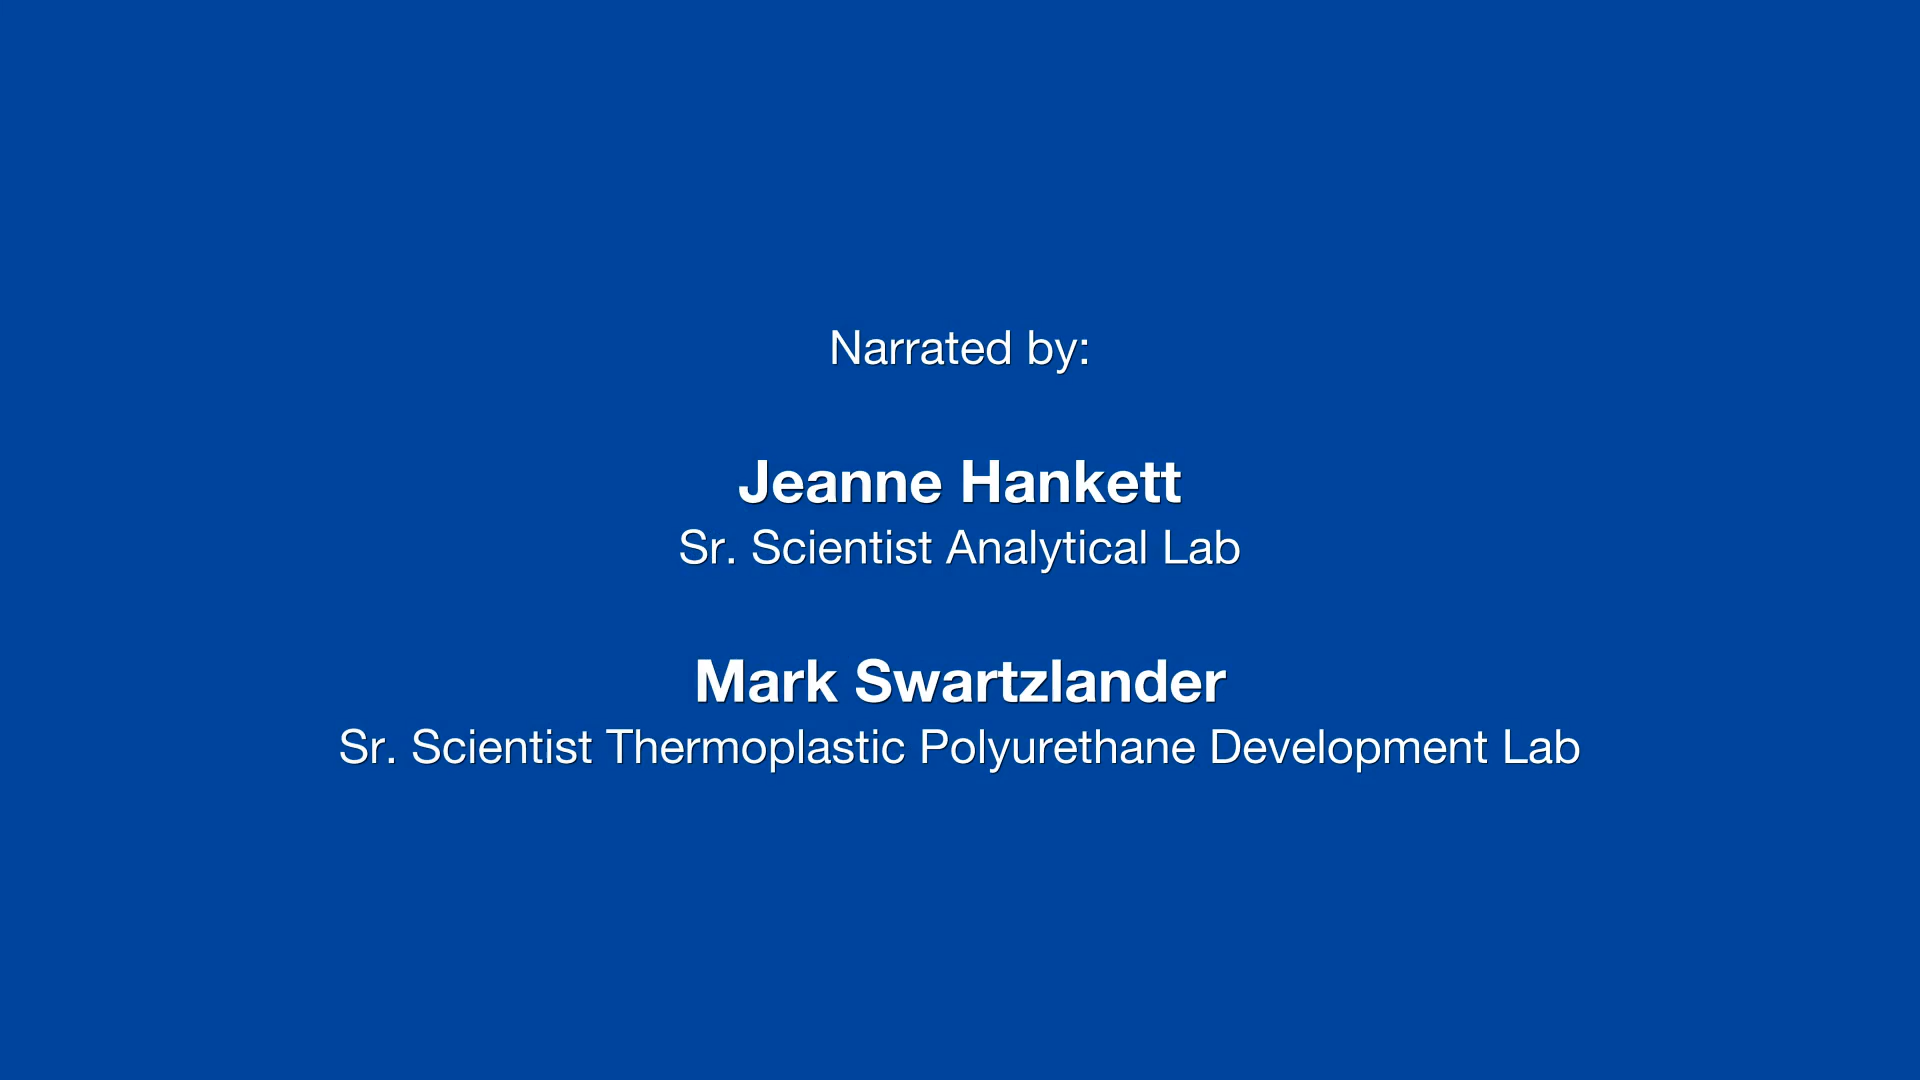 Narrated by:
Jeanne Hankett
Sr. Scientist Analytical Lab
Mark Swartzlander
Sr. Scientist Thermoplastic Polyurethane Development Lab